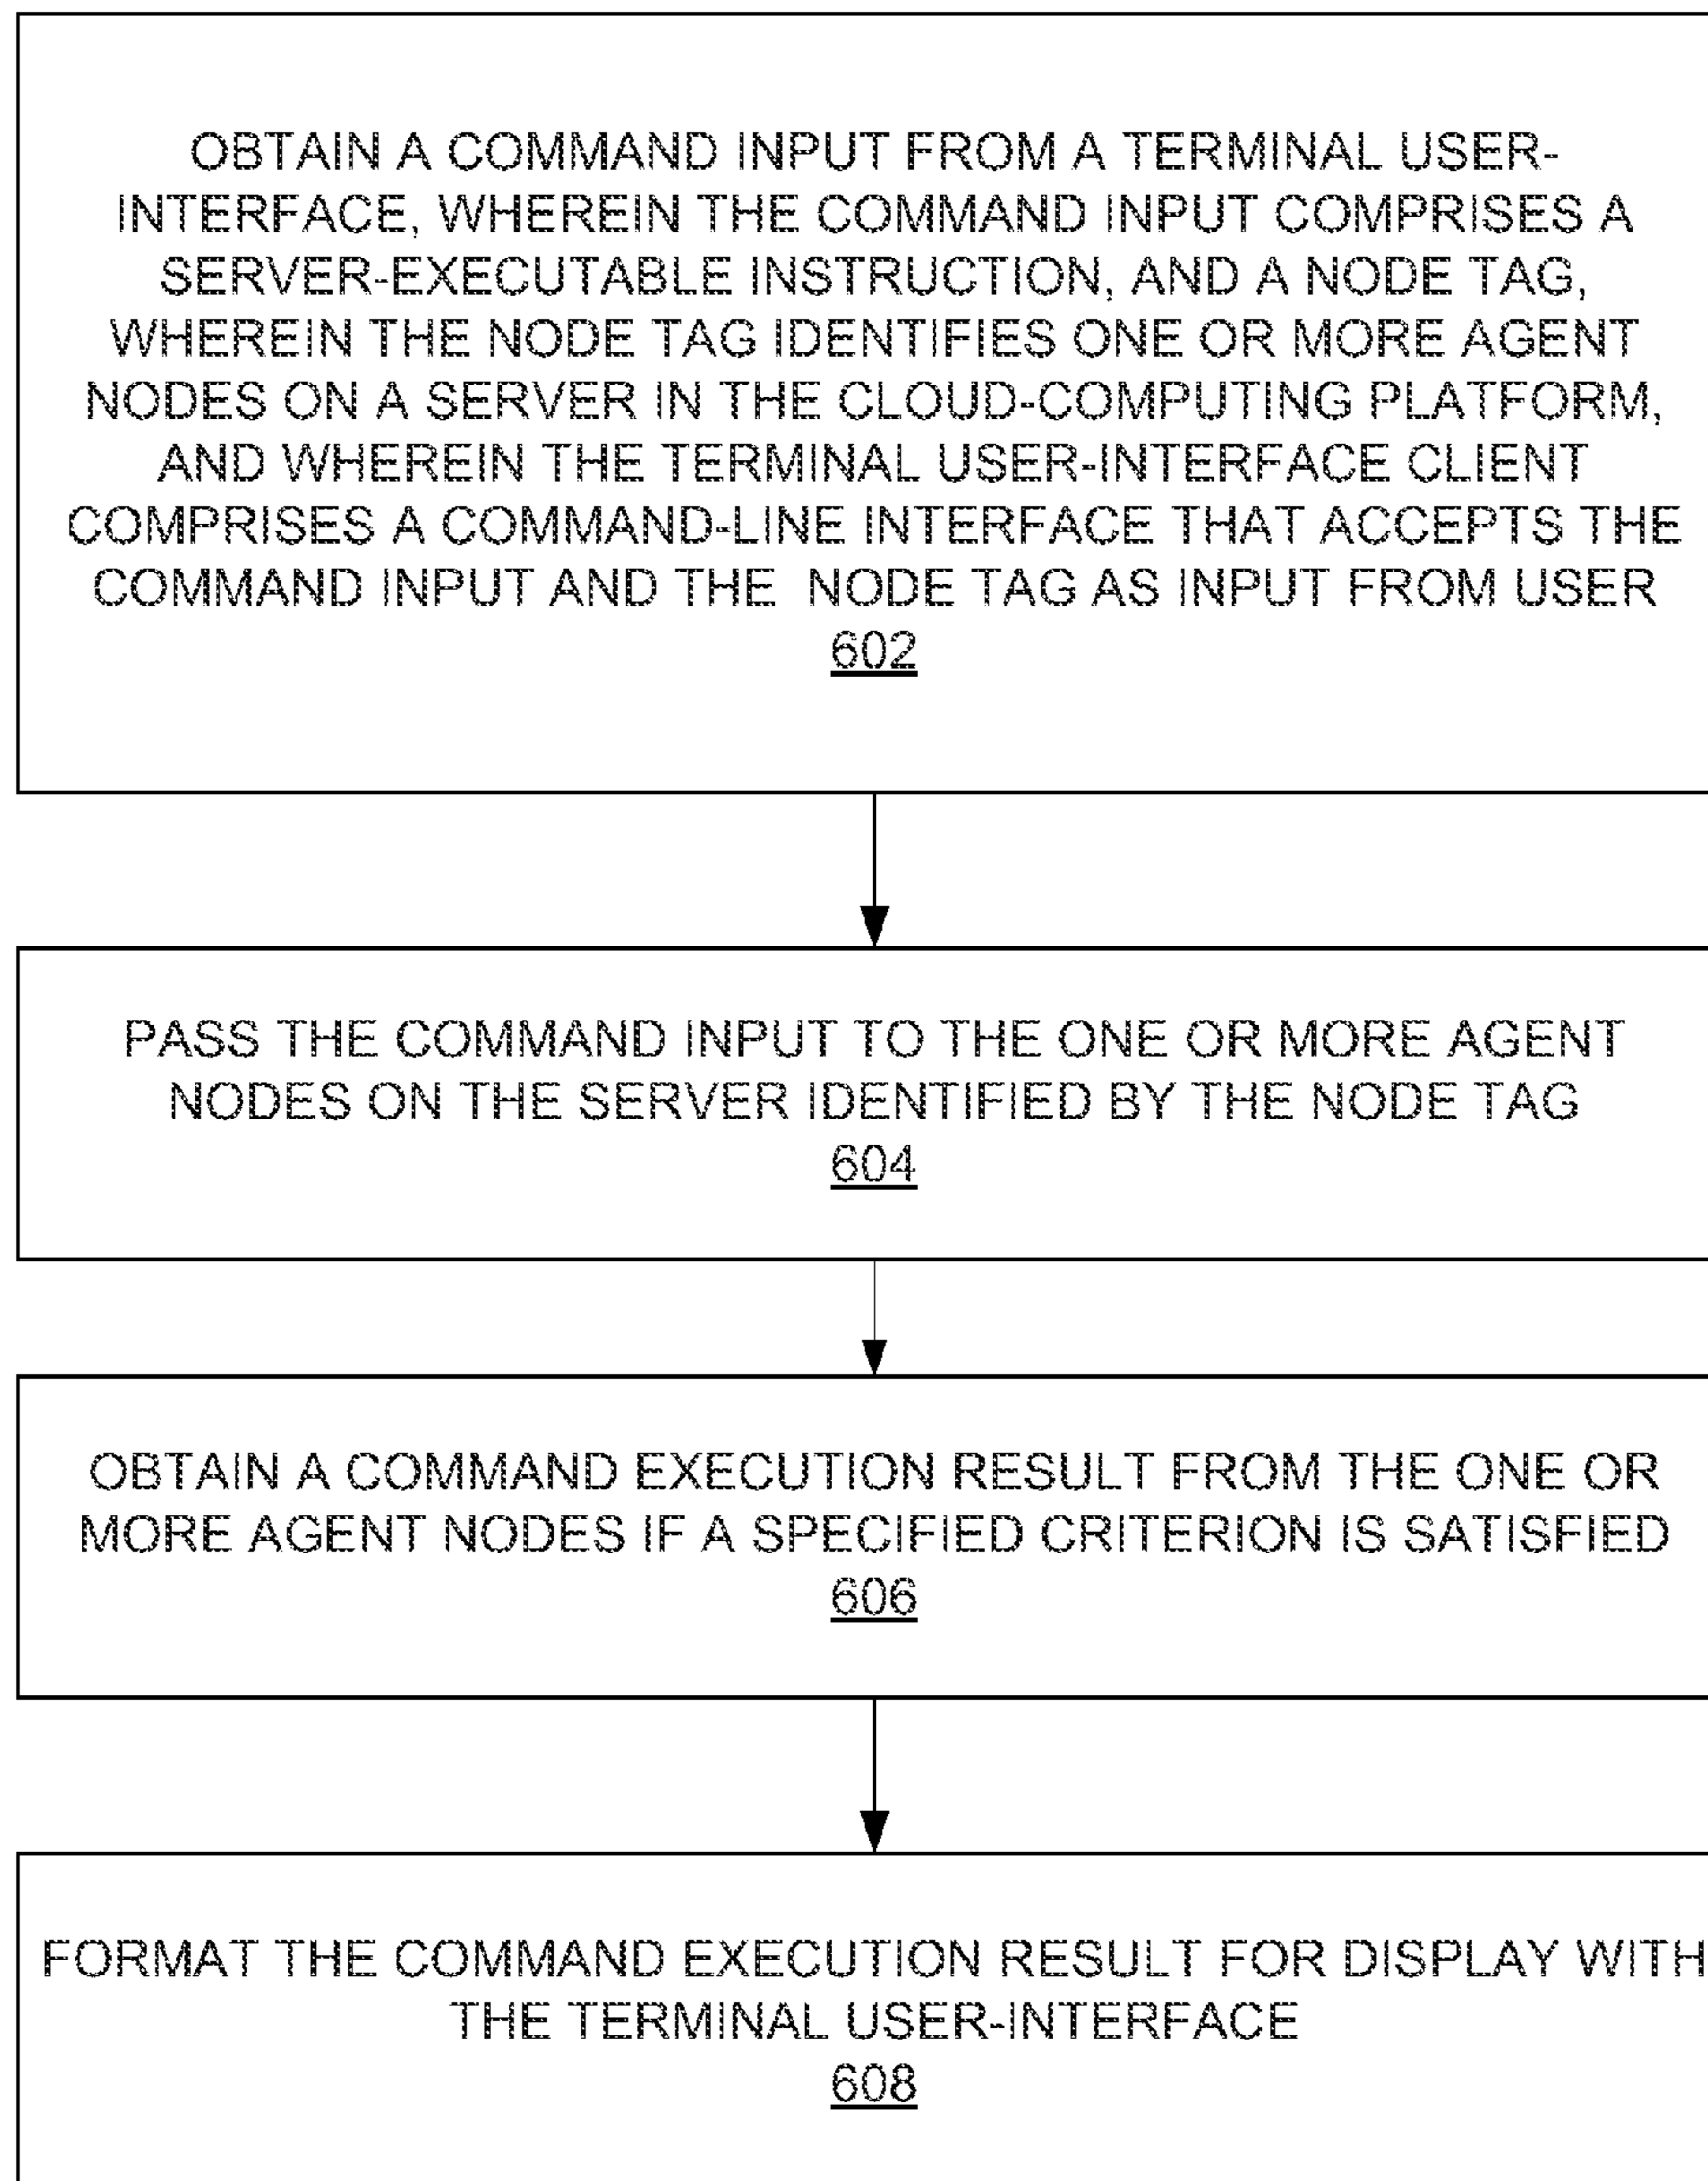 OBTAIN A COMMAND INPUT FROM A TERMINAL USER-
INTERFACE, WHEREIN THE COMMAND INPUT COMPRISES A
SERVER-EXECUTABLE INSTRUCTION, AND A NODE TAG,
WHEREIN THE NODE TAG IDENTIFIES ONE OR MORE AGENT
NODES ON A SERVER IN THE CLOUD-COMPUTING PLATFORM,
AND WHEREIN THE TERMINAL USER-INTERFACE CLIENT
COMPRISES A COMMAND-LINE INTERFACE THAT ACCEPTS THE
COMMAND INPUT AND THE NODE TAG AS INPUT FROM USER
602
PASS THE COMMAND INPUT TO THE ONE OR MORE AGENT
NODES ON THE SERVER IDENTIFIED BY THE NODE TAG
604
OBTAIN A COMMAND EXECUTION RESULT FROM THE ONE OR
MORE AGENT NODES IF A SPECIFIED CRITERION IS SATISFIED
606
FORMAT THE COMMAND EXECUTION RESULT FOR DISPLAY WITH
THE TERMINAL USER-INTERFACE
608